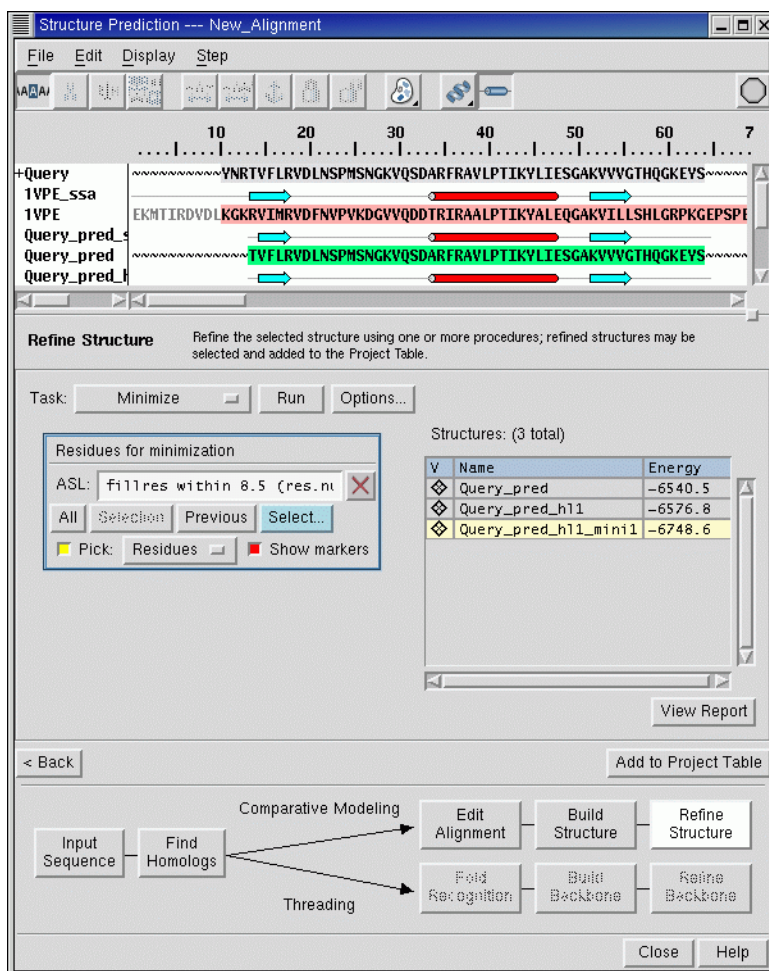 Structure Prediction --- New_Alignment
File Edit Display Step
10 20 30 40 50 60 7
+Query ~~~~~~~~~~YNRTVFLRVDLNSPMSNGKVQSDARFRAVLPTIKYLIESGAKVVVGTHQGKEYS~~~~~
1VPE_ssa
1VPE EKMTIRDVDLKGKRVIMRVDFNVPVKDGVVQDDTRIRAALPTIKYALEQGAKVILLSHLGRPKGEPSPE
Query_pred_s
Query_pred ~~~~~~~~~~~~~TVFLRVDLNSPMSNGKVQSDARFRAVLPTIKYLIESGAKVVVGTHQGKEYS~~~~~
Query_pred_h
Refine Structure Refine the selected structure using one or more procedures; refined structures may be
selected and added to the Project Table.
Task: Minimize Run Options...
Residues for minimization
ASL: fillres within 8.5 (res.nu
All Selection Previous Select...
Pick: Residues Show markers
Structures: (3 total)
V Name Energy
Query_pred -6540.5
Query_pred_hl1 -6576.8
Query_pred_hl1_mini1 -6748.6
View Report
< Back Add to Project Table
Comparative Modeling
Input Sequence
Find Homologs
Edit Alignment
Build Structure
Refine Structure
Threading
Fold Recognition
Build Backbone
Refine Backbone
Close Help